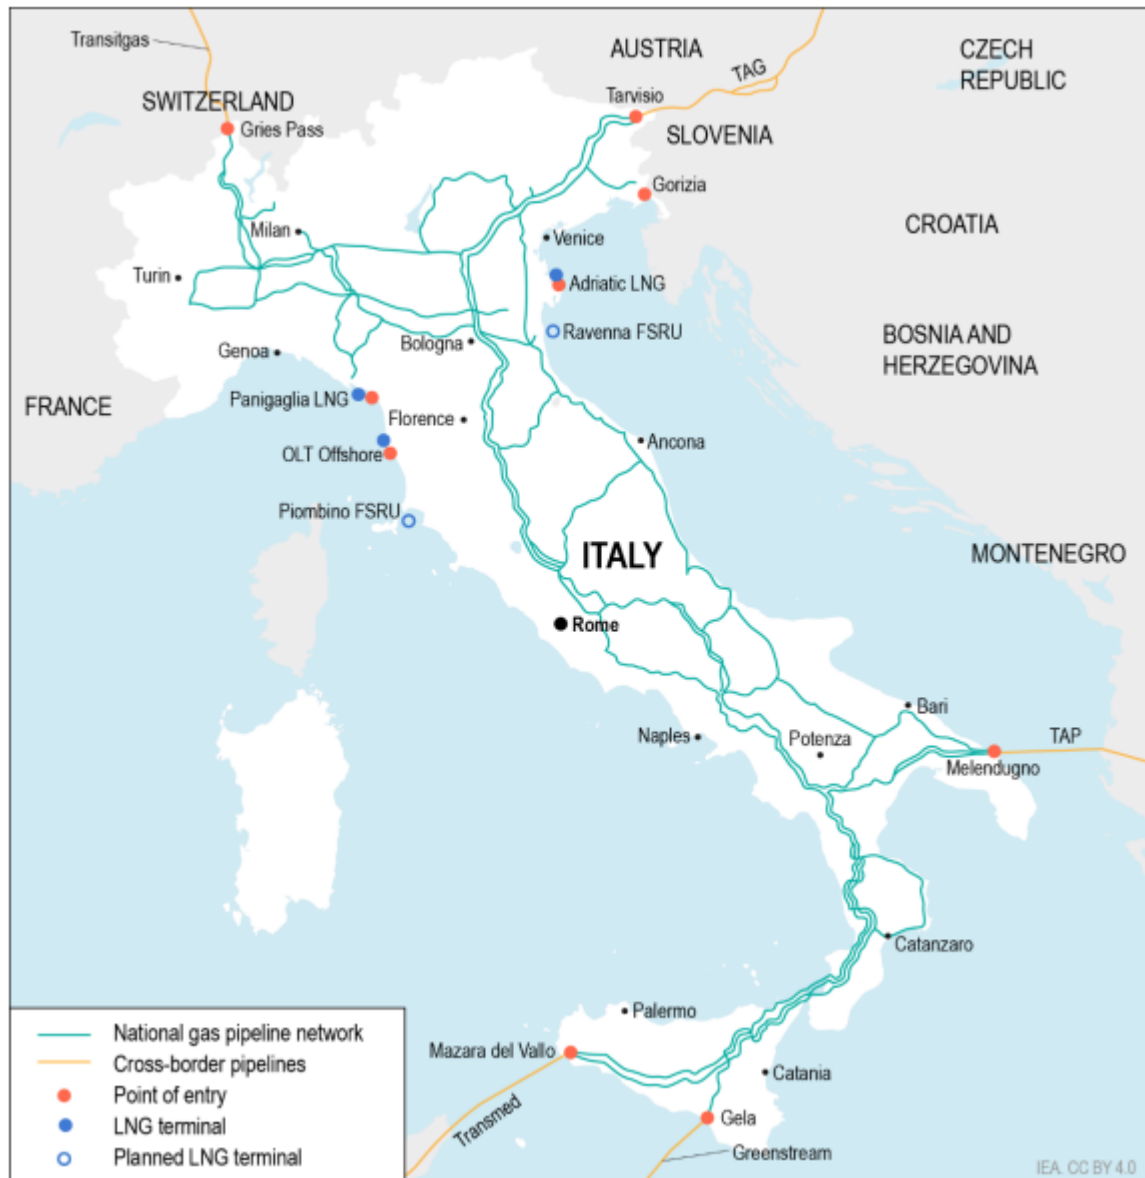 Transitgas
AUSTRIA
CZECH
REPUBLIC
TAG
SWITZERLAND
Tarvisio
Gries Pass
SLOVENIA
Gorizia
Milan
Venice
CROATIA
Turin
Adriatic LNG
Ravenna FSRU
BOSNIA AND
HERZEGOVINA
Genoa
Bologna
FRANCE
Panigaglia LNG
Florence
Ancona
OLT Offshore
Piombino FSRU
ITALY
MONTENEGRO
Rome
Bari
Naples
Potenza
TAP
Melendugno
Catanzaro
Palermo
Mazara del Vallo
Catania
Transmed
Gela
Greenstream
National gas pipeline network
Cross-border pipelines
Point of entry
LNG terminal
Planned LNG terminal
IEA. CC BY 4.0